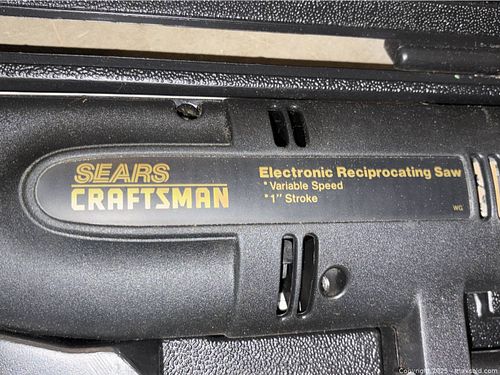 SEARS
CRAFTSMAN
Electronic Reciprocating Saw
*Variable Speed
*1" Stroke
WG